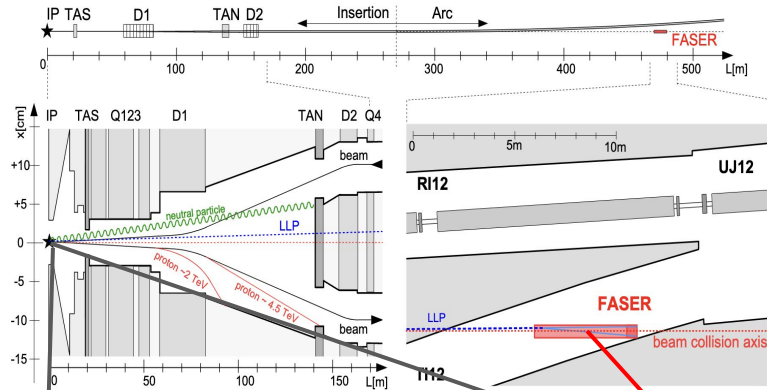 IP TAS D1 TAN D2 Insertion Arc
FASER
0 100 200 300 400 500 L[m]
x[cm] IP TAS Q123 D1 TAN D2 Q4
+10
+5
0
-5
-10
-15
beam
neutral particle
LLP
proton ~2 TeV
proton ~ 4.5 TeV
beam
0 50 100 150 L[m]
0 5m 10m
RI12
UJ12
FASER
LLP
beam collision axis
TI12